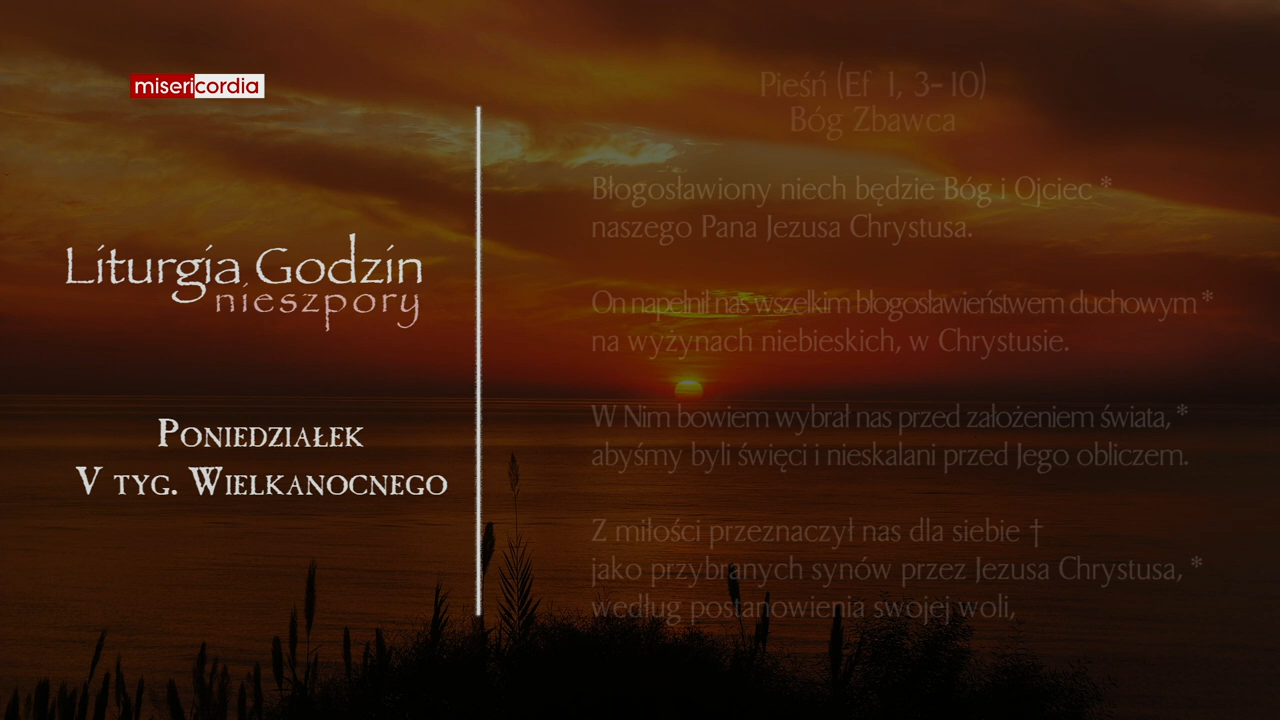 misericordia
Liturgia Godzin
nieszpory
Poniedziałek
V tyg. Wielkanocnego
Pieśń (Ef 1, 3-10)
Bóg Zbawca
Błogosławiony niech będzie Bóg i Ojciec *
naszego Pana Jezusa Chrystusa.
On napełnił nas wszelkim błogosławieństwem duchowym *
na wyżynach niebieskich, w Chrystusie.
W Nim bowiem wybrał nas przed założeniem świata, *
abyśmy byli święci i nieskalani przed Jego obliczem.
Z miłości przeznaczył nas dla siebie †
jako przybranych synów przez Jezusa Chrystusa, *
według postanowienia swojej woli,